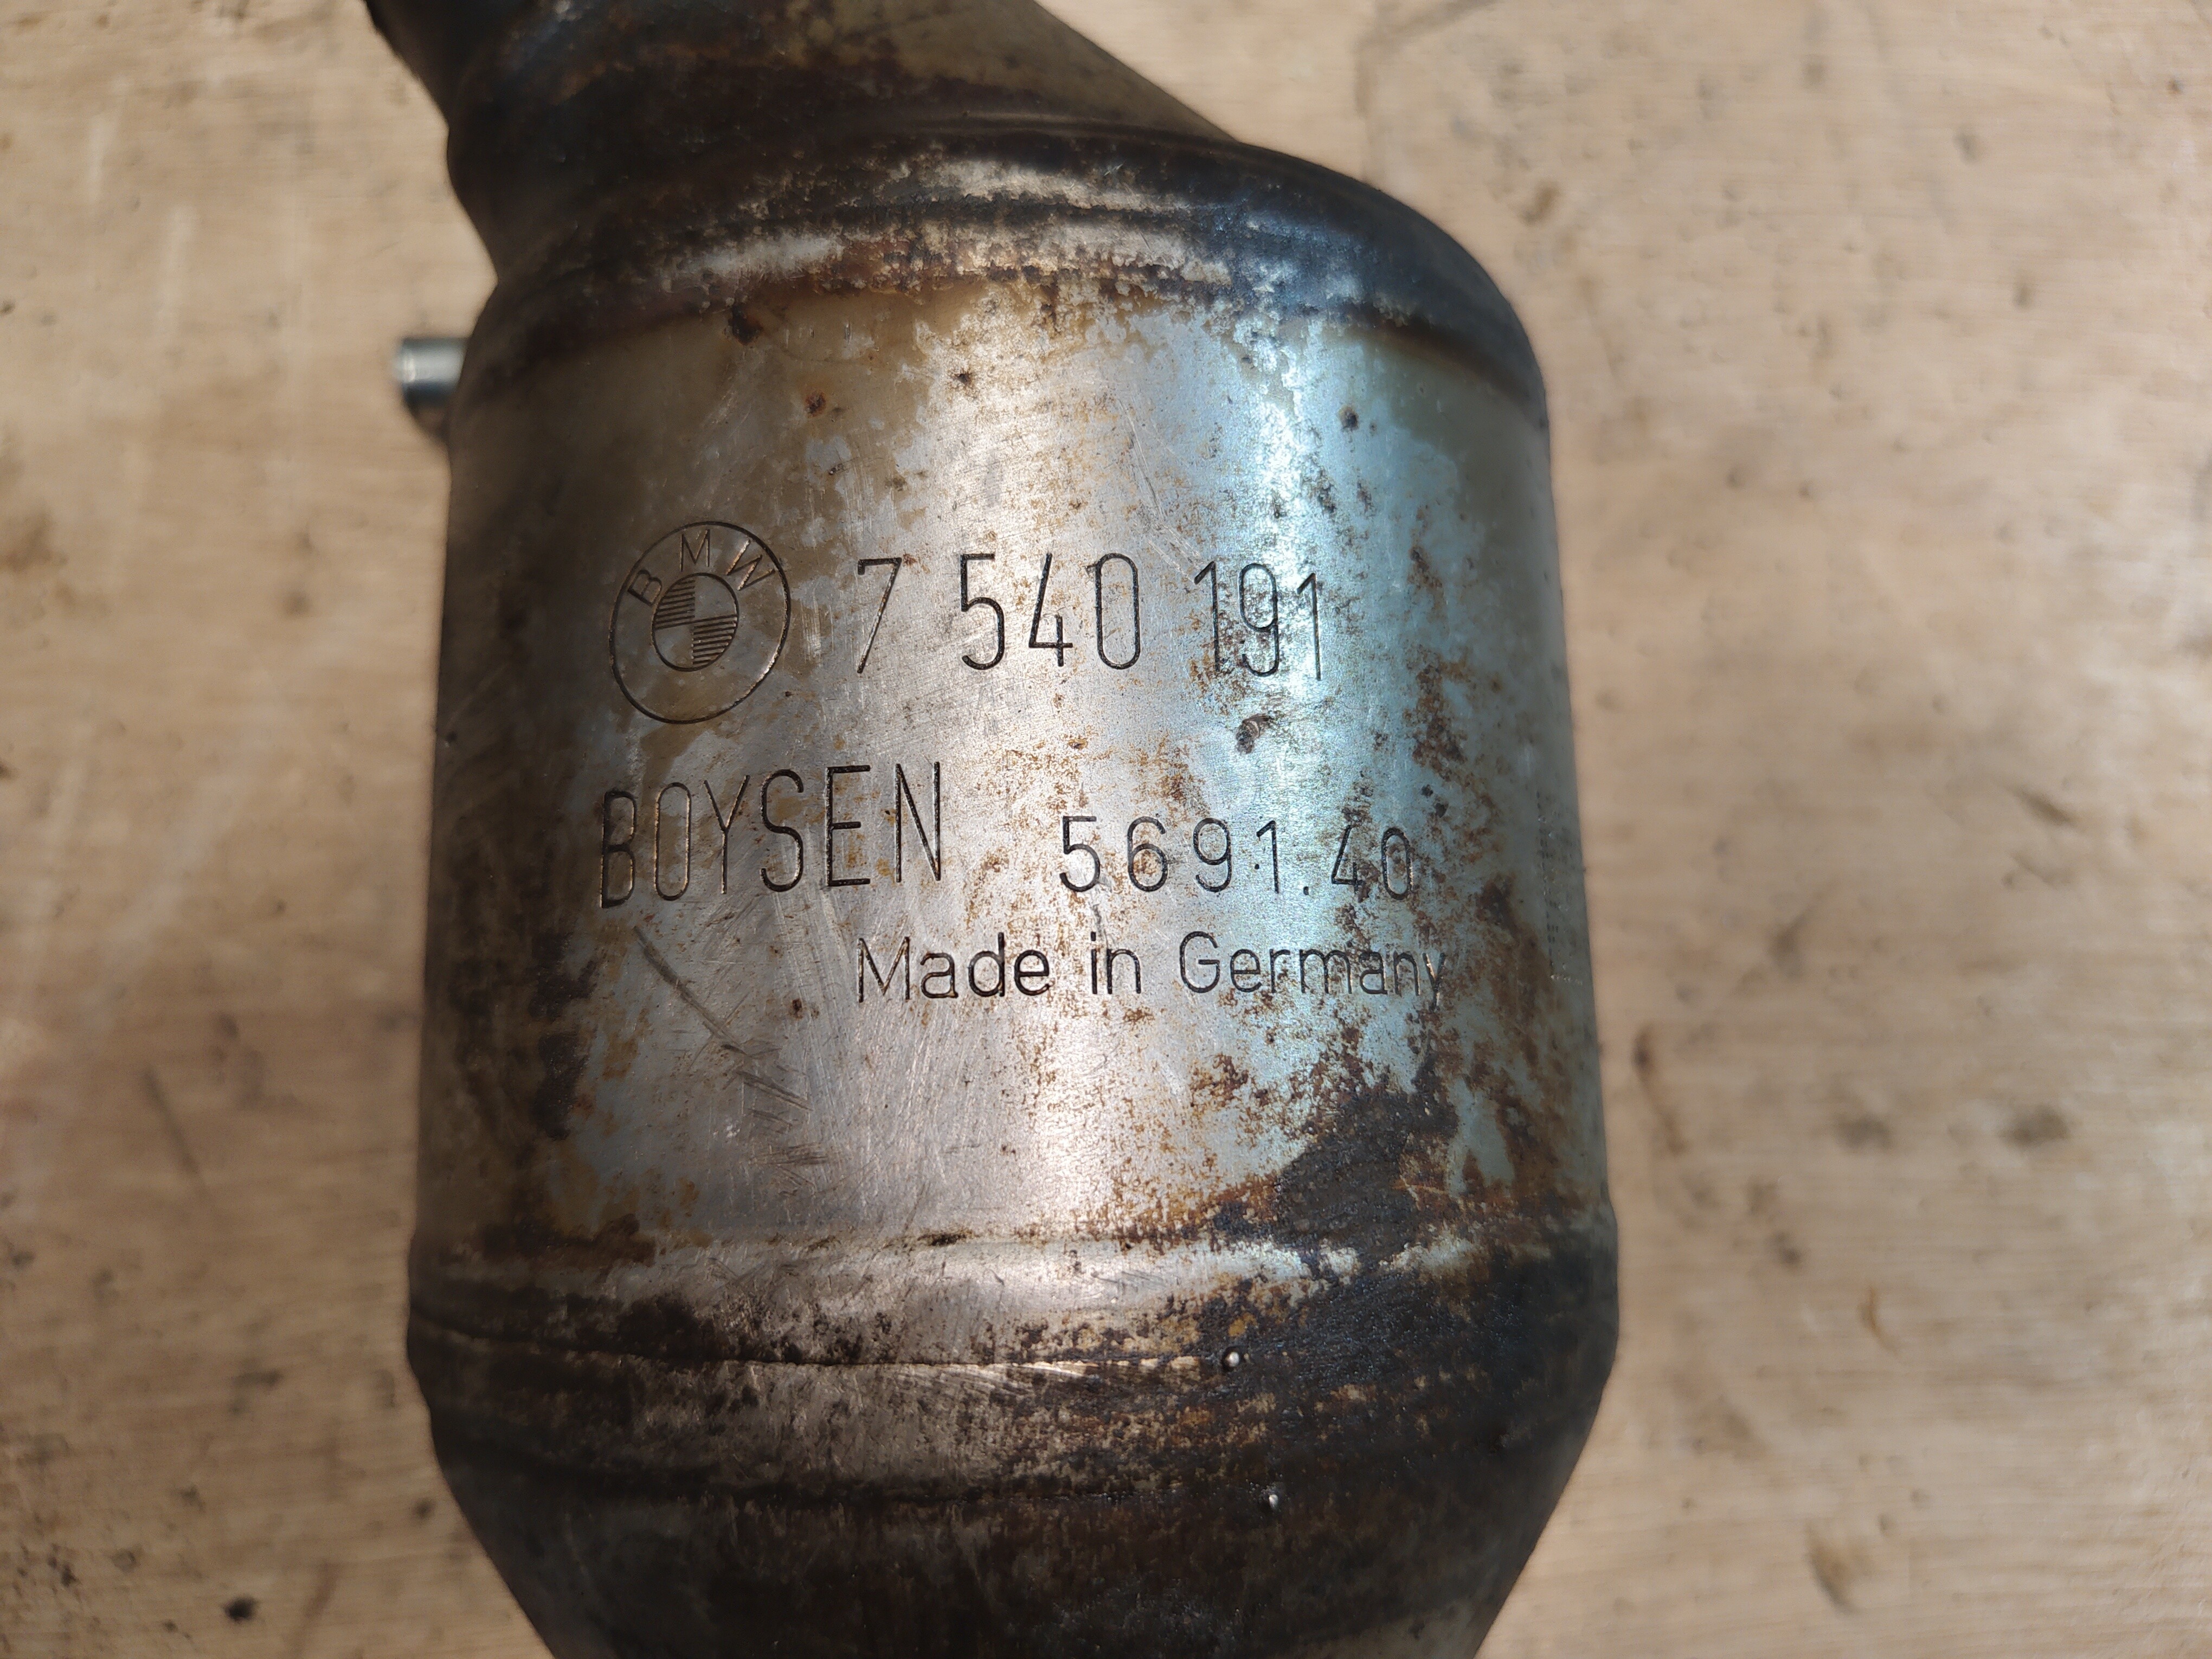 BMW 7 540 191
BOYSEN 5691.40
Made in Germany